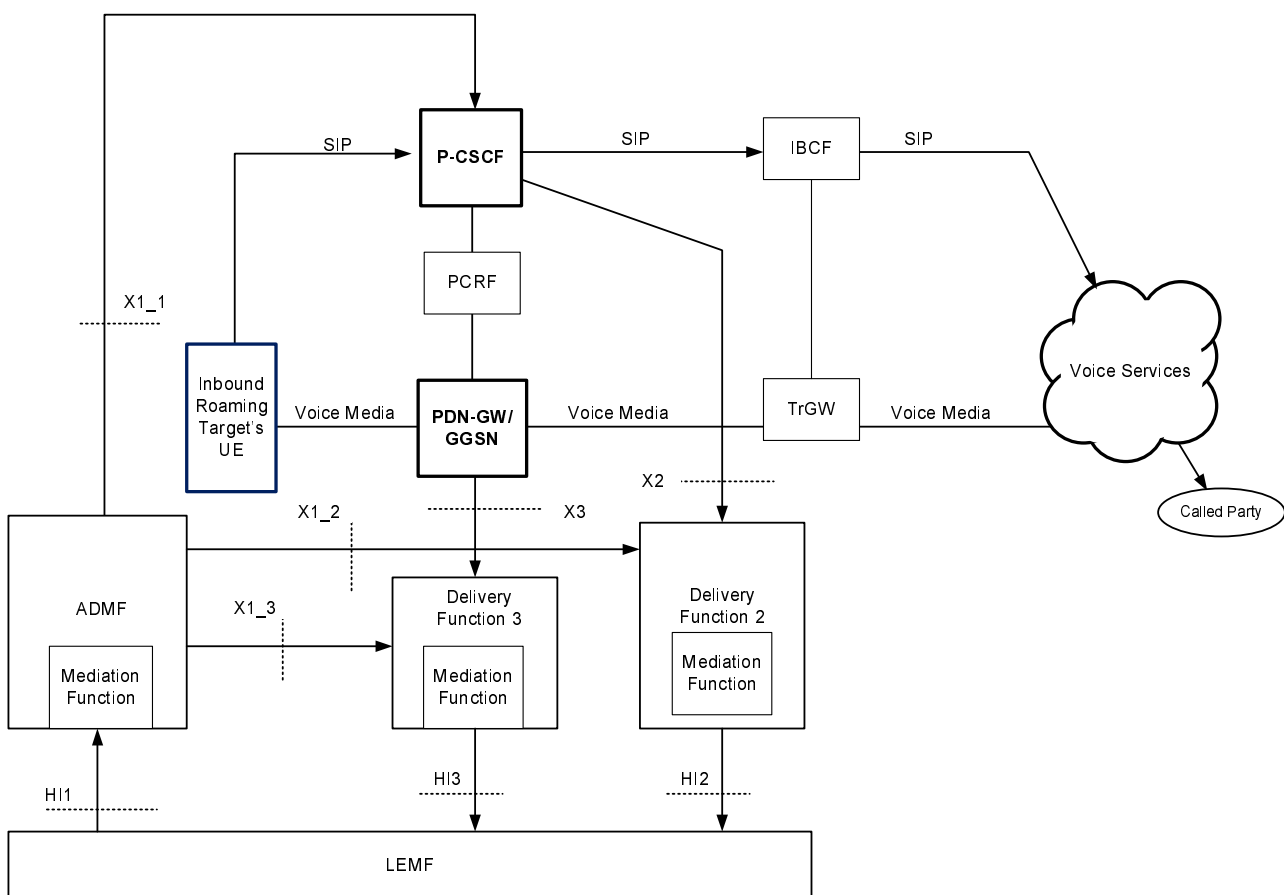 SIP
P-CSCF
SIP
IBCF
SIP
PCRF
X1_1
Inbound
Roaming
Target's
UE
Voice Media
PDN-GW/
GGSN
Voice Media
TrGW
Voice Media
Voice Services
Called Party
X2
X3
X1_2
ADMF
Mediation
Function
X1_3
Delivery
Function 3
Mediation
Function
Delivery
Function 2
Mediation
Function
HI1
HI3
HI2
LEMF